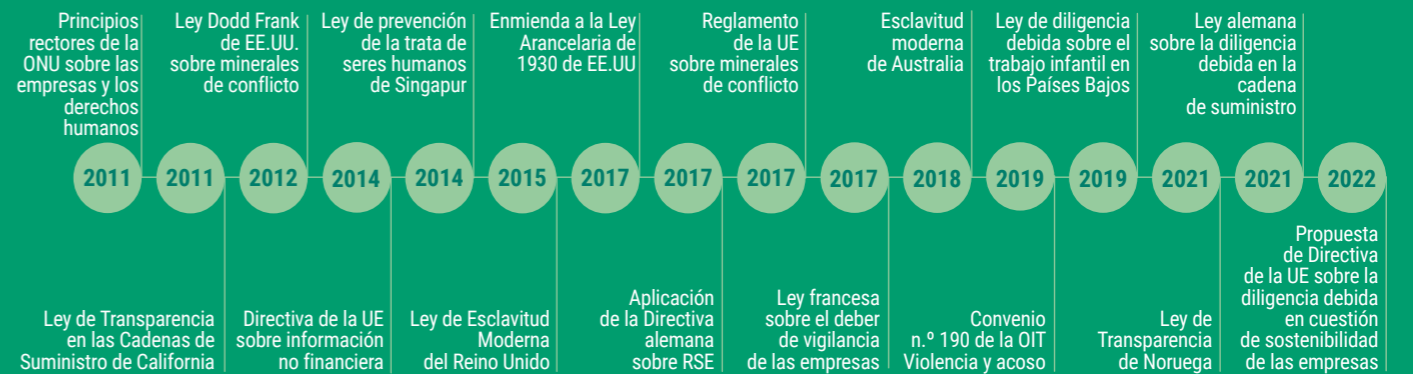 Principios
rectores de la
ONU sobre las
empresas y los
derechos
humanos
Ley Dodd Frank
de EE.UU.
sobre minerales
de conflicto
Ley de prevención
de la trata de
seres humanos
de Singapur
Enmienda a la Ley
Arancelaria de
1930 de EE.UU
Reglamento
de la UE
sobre minerales
de conflicto
Esclavitud
moderna
de Australia
Ley de diligencia
debida sobre el
trabajo infantil en
los Países Bajos
Ley alemana
sobre la diligencia
debida en la
cadena
de suministro
2011
2011
2012
2014
2014
2015
2017
2017
2017
2017
2018
2019
2019
2021
2021
2022
Ley de Transparencia
en las Cadenas de
Suministro de California
Directiva de la UE
sobre información
no financiera
Ley de Esclavitud
Moderna
del Reino Unido
Aplicación
de la Directiva
alemana
sobre RSE
Ley francesa
sobre el deber
de vigilancia
de las empresas
Convenio
n.º 190 de la OIT
Violencia y acoso
Ley de
Transparencia
de Noruega
Propuesta
de Directiva
de la UE sobre la
diligencia debida
en cuestión
de sostenibilidad
de las empresas